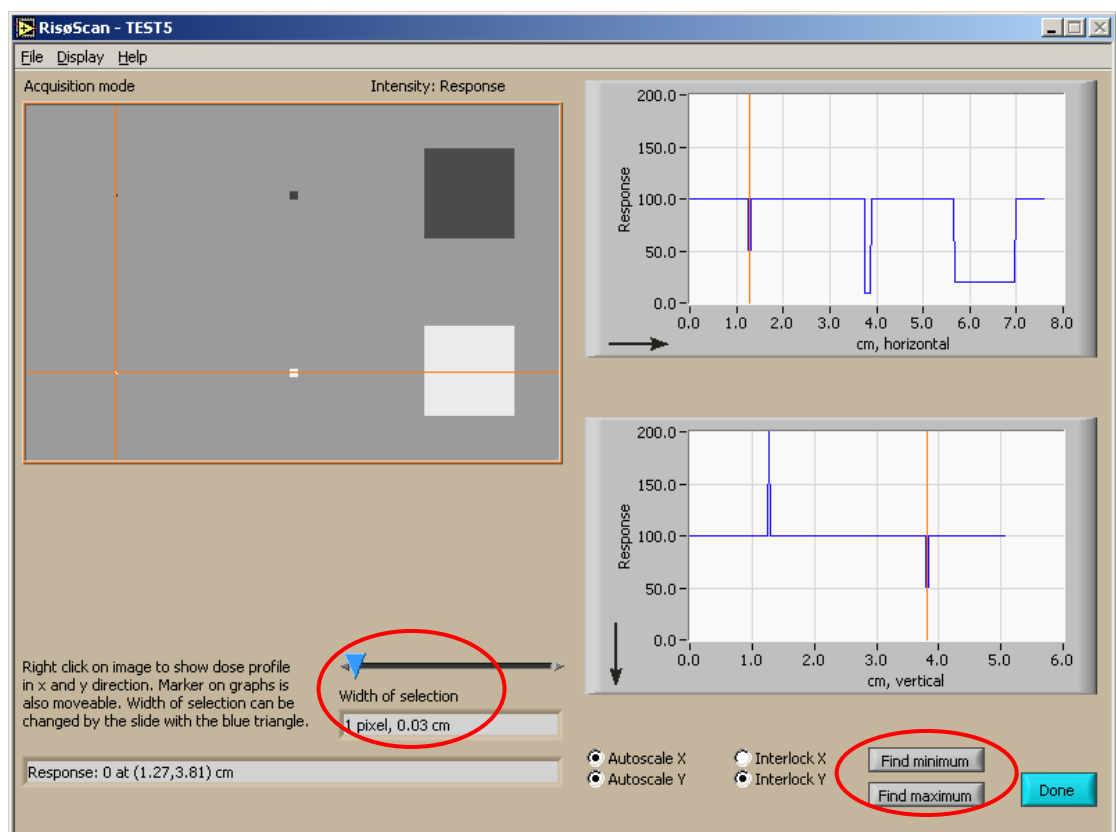 RisøScan - TEST5
File Display Help
Acquisition mode
Intensity: Response
200.0
150.0
100.0
50.0
0.0
Response
0.0 1.0 2.0 3.0 4.0 5.0 6.0 7.0 8.0
cm, horizontal
200.0
150.0
100.0
50.0
0.0
Response
0.0 1.0 2.0 3.0 4.0 5.0 6.0
cm, vertical
Right click on image to show dose profile
in x and y direction. Marker on graphs is
also moveable. Width of selection can be
changed by the slide with the blue triangle.
Width of selection
1 pixel, 0.03 cm
Response: 0 at (1.27,3.81) cm
Autoscale X
Autoscale Y
Interlock X
Interlock Y
Find minimum
Find maximum
Done